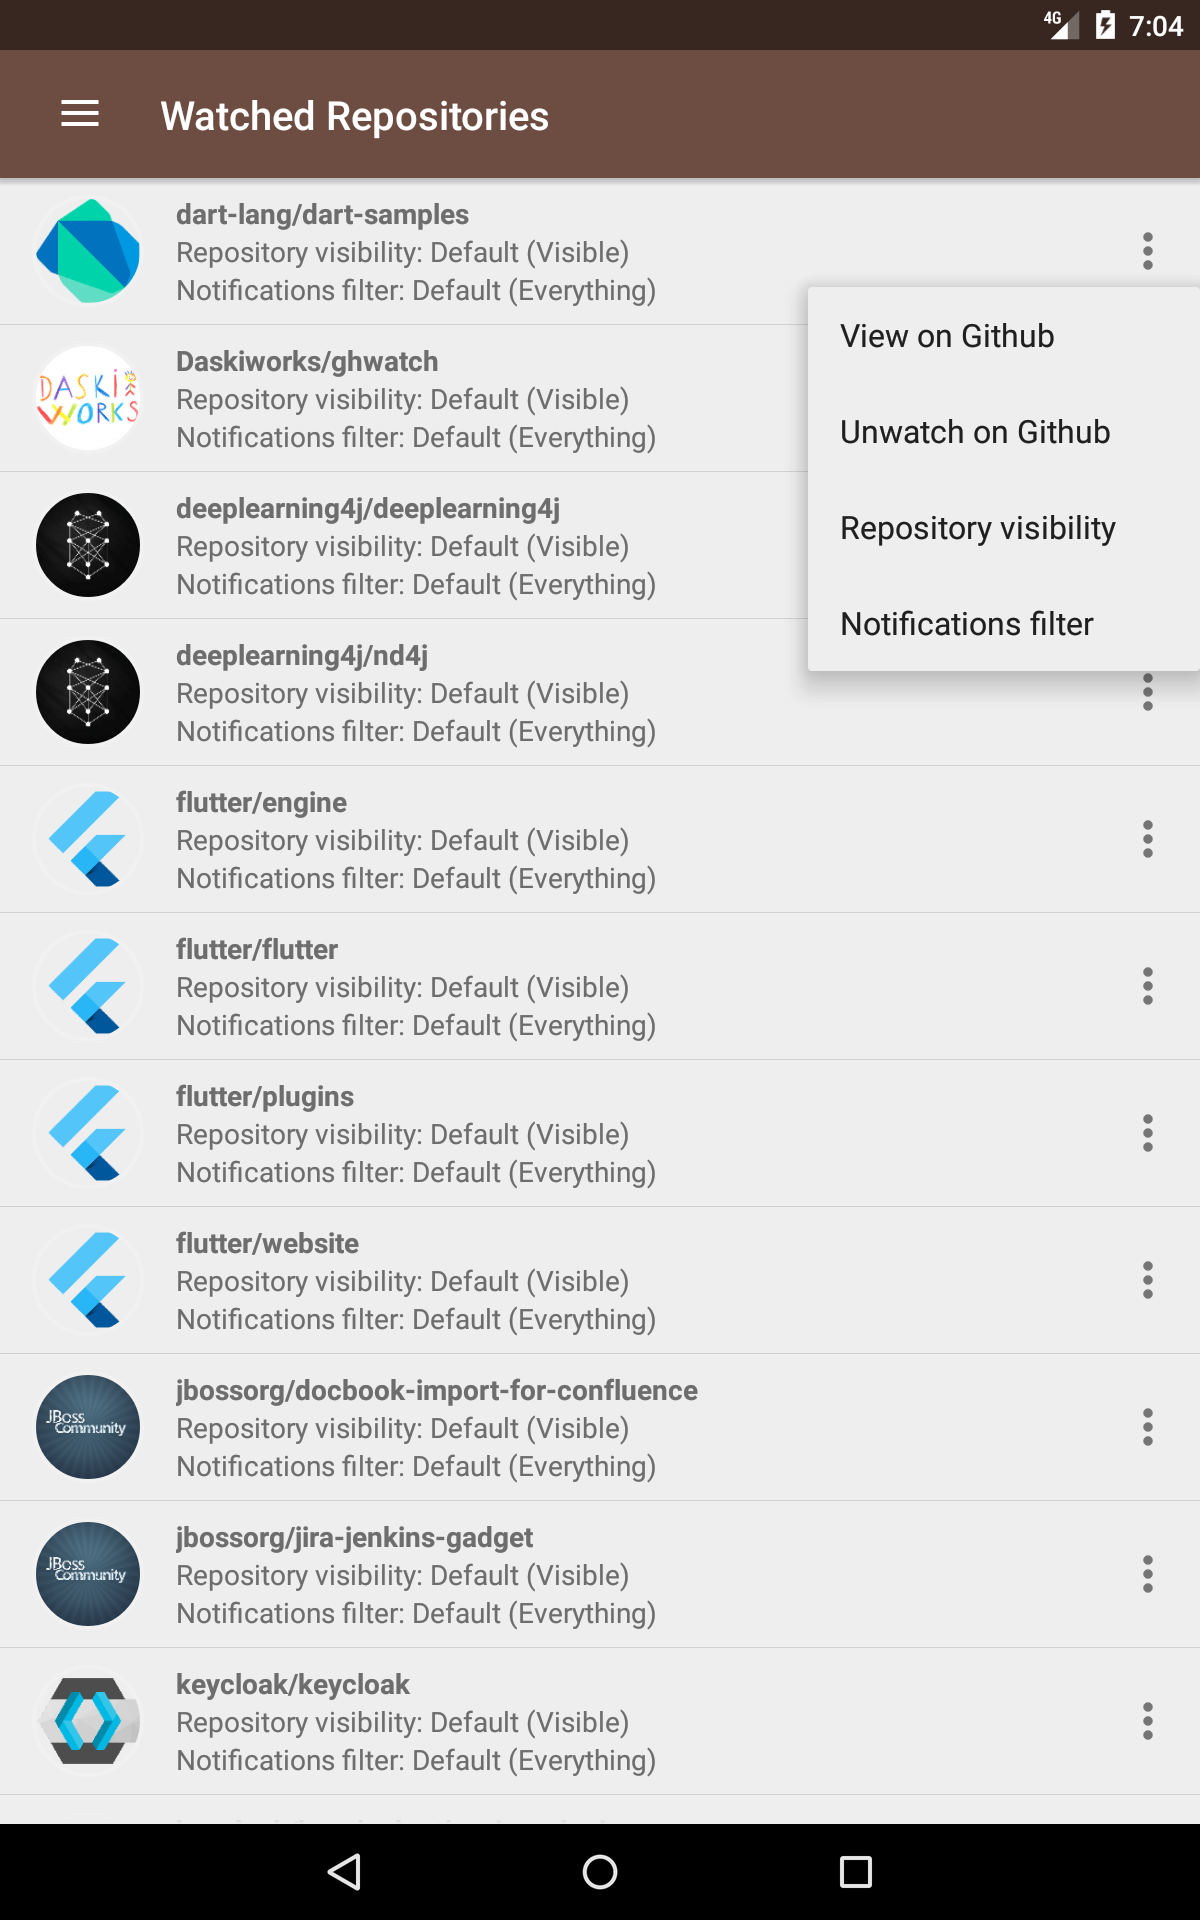 4G 7:04
Watched Repositories
dart-lang/dart-samples
Repository visibility: Default (Visible)
Notifications filter: Default (Everything)
View on Github
Unwatch on Github
Repository visibility
Notifications filter
DASKI WORKS
Daskiworks/ghwatch
Repository visibility: Default (Visible)
Notifications filter: Default (Everything)
deeplearning4j/deeplearning4j
Repository visibility: Default (Visible)
Notifications filter: Default (Everything)
deeplearning4j/nd4j
Repository visibility: Default (Visible)
Notifications filter: Default (Everything)
flutter/engine
Repository visibility: Default (Visible)
Notifications filter: Default (Everything)
flutter/flutter
Repository visibility: Default (Visible)
Notifications filter: Default (Everything)
flutter/plugins
Repository visibility: Default (Visible)
Notifications filter: Default (Everything)
flutter/website
Repository visibility: Default (Visible)
Notifications filter: Default (Everything)
JBoss
Community
jbossorg/docbook-import-for-confluence
Repository visibility: Default (Visible)
Notifications filter: Default (Everything)
JBoss
Community
jbossorg/jira-jenkins-gadget
Repository visibility: Default (Visible)
Notifications filter: Default (Everything)
keycloak/keycloak
Repository visibility: Default (Visible)
Notifications filter: Default (Everything)